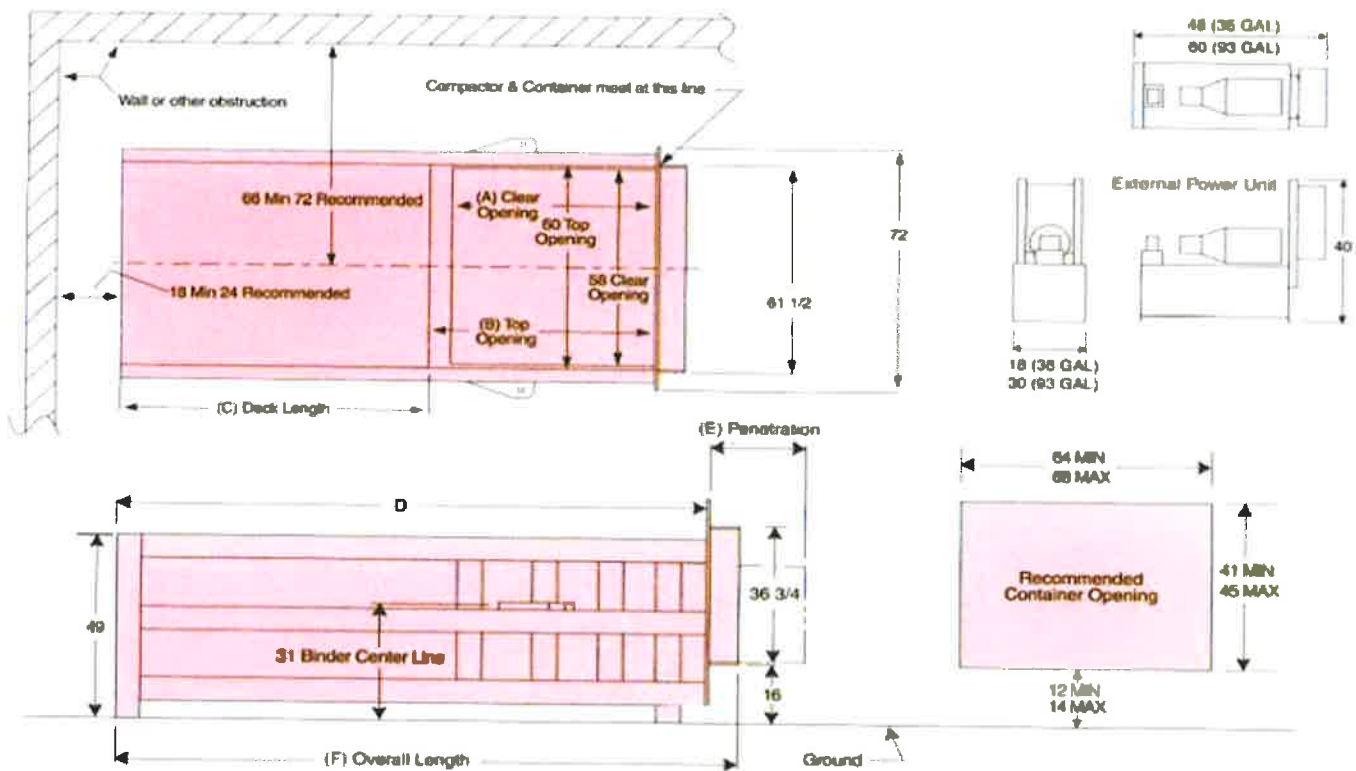 48 (36 GAL)
60 (93 GAL)
Wall or other obstruction
Compactor & Container meet at this line
External Power Unit
66 Min 72 Recommended
(A) Clear
Opening
60 Top
Opening
58 Clear
Opening
72
40
18 Min 24 Recommended
(B) Top
Opening
61 1/2
18 (36 GAL)
30 (93 GAL)
(C) Deck Length
(E) Penetration
64 MIN
68 MAX
D
49
36 3/4
Recommended
Container Opening
41 MIN
45 MAX
31 Binder Center Line
16
12 MIN
14 MAX
(F) Overall Length
Ground